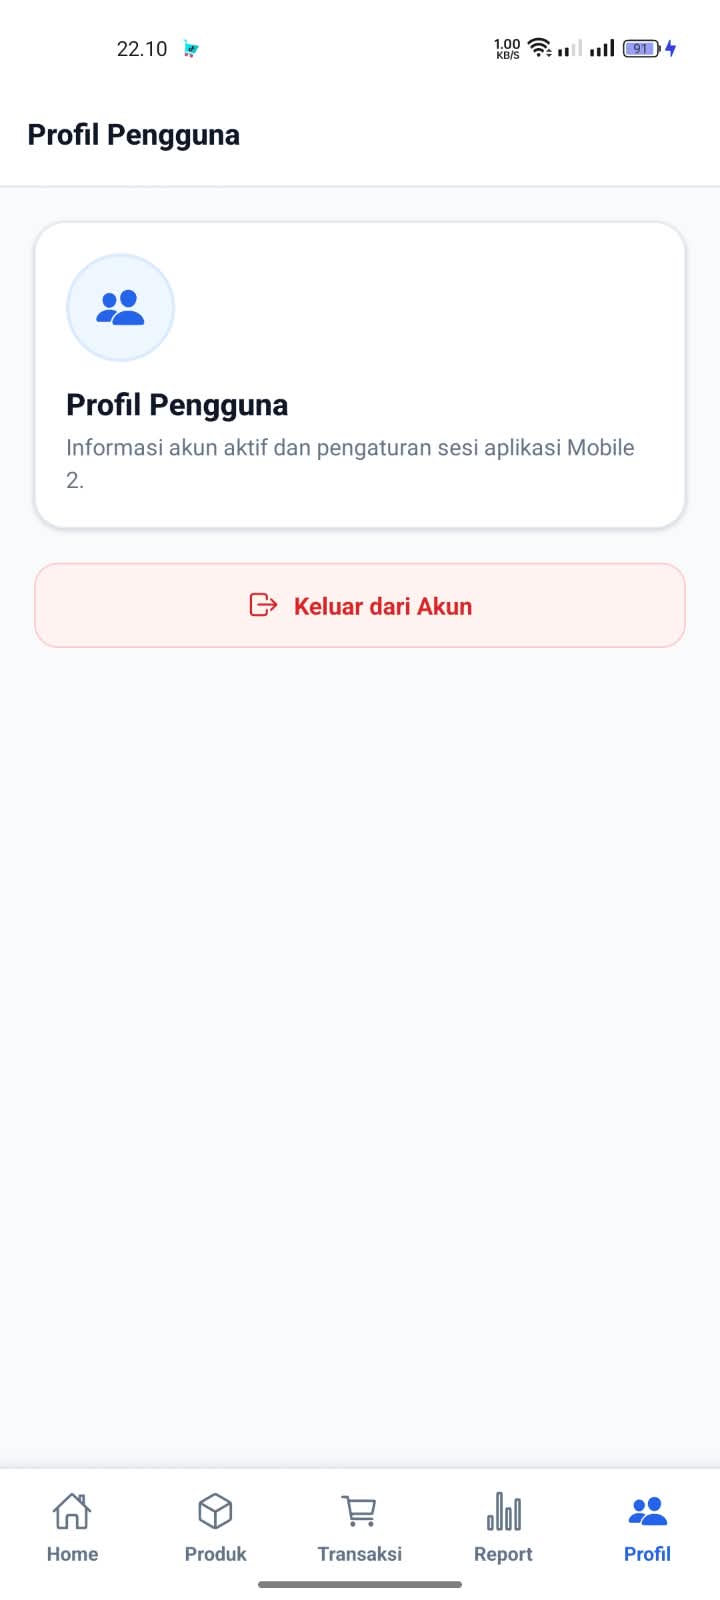 22.10
1.00
KB/S
91
Profil Pengguna
Profil Pengguna
Informasi akun aktif dan pengaturan sesi aplikasi Mobile
2.
Keluar dari Akun
Home
Produk
Transaksi
Report
Profil